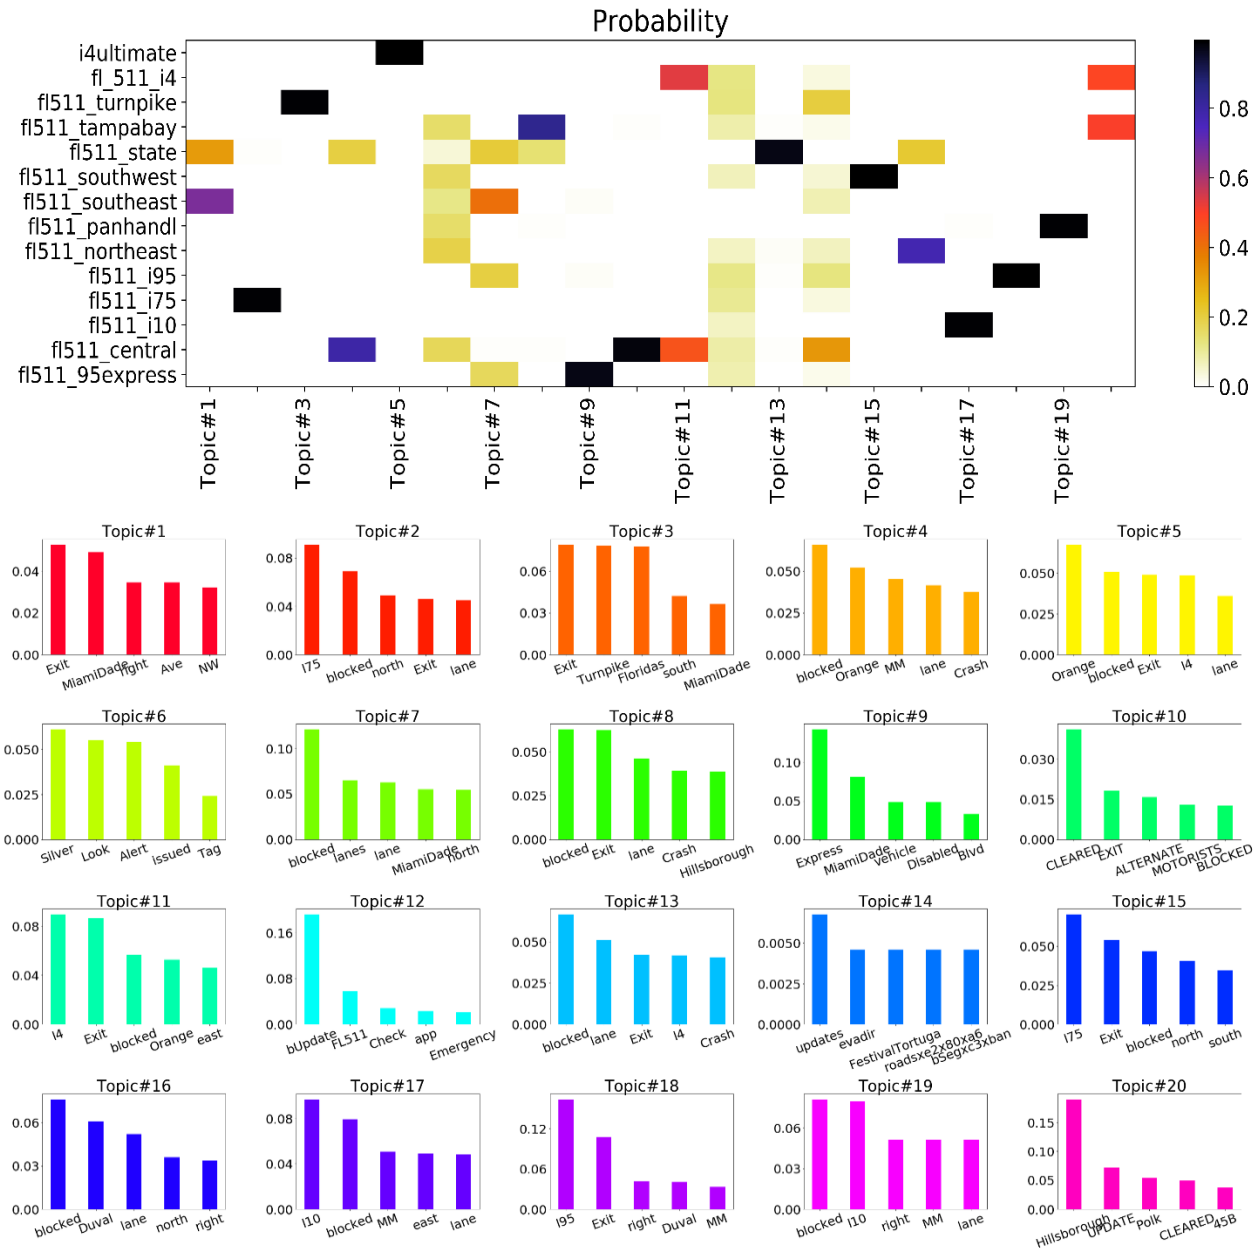 Probability
i4ultimate
fl_511_i4
fl511_turnpike
fl511_tampabay
fl511_state
fl511_southwest
fl511_southeast
fl511_panhandl
fl511_northeast
fl511_i95
fl511_i75
fl511_i10
fl511_central
fl511_95express
0.8
0.6
0.4
0.2
0.0
Topic#1 Topic#3 Topic#5 Topic#7 Topic#9 Topic#11 Topic#13 Topic#15 Topic#17 Topic#19
Topic#1
0.04
0.02
0.00
Exit MiamiDade right Ave NW
Topic#2
0.08
0.04
0.00
I75 blocked north Exit lane
Topic#3
0.06
0.03
0.00
Exit Turnpike Floridas south MiamiDade
Topic#4
0.050
0.025
0.000
blocked Orange MM lane Crash
Topic#5
0.050
0.025
0.000
Orange blocked Exit I4 lane
Topic#6
0.050
0.025
0.000
Silver Look Alert issued Tag
Topic#7
0.10
0.05
0.00
blocked lanes lane MiamiDade north
Topic#8
0.050
0.025
0.000
blocked Exit lane Crash Hillsborough
Topic#9
0.10
0.05
0.00
Express MiamiDade vehicle Disabled Blvd
Topic#10
0.030
0.015
0.000
CLEARED EXIT ALTERNATE MOTORISTS BLOCKED
Topic#11
0.08
0.04
0.00
I4 Exit blocked Orange east
Topic#12
0.16
0.08
0.00
bUpdate FL511 Check app Emergency
Topic#13
0.050
0.025
0.000
blocked lane Exit I4 Crash
Topic#14
0.0050
0.0025
0.0000
updates evadir FestivalTortuga roadsxe2x80xa6 bSegxc3xban
Topic#15
0.050
0.025
0.000
I75 Exit blocked north south
Topic#16
0.06
0.03
0.00
blocked Duval lane north right
Topic#17
0.08
0.04
0.00
I10 blocked MM east lane
Topic#18
0.12
0.06
0.00
I95 Exit right Duval MM
Topic#19
0.06
0.03
0.00
blocked I10 right MM lane
Topic#20
0.15
0.10
0.05
0.00
Hillsborough UPDATE Polk CLEARED 45B